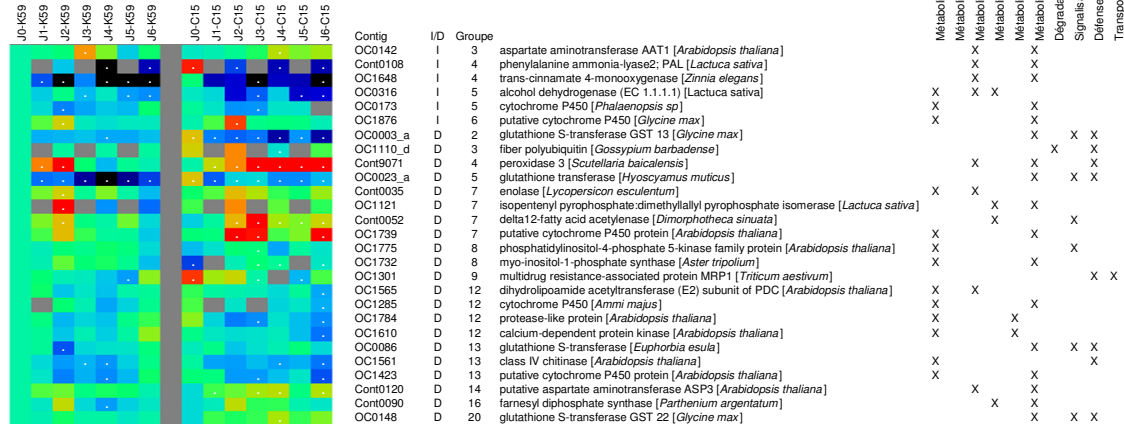 J0-K59 J1-K59 J2-K59 J3-K59 J4-K59 J5-K59 J6-K59 J0-C15 J1-C15 J2-C15 J3-C15 J4-C15 J5-C15 J6-C15
Contig I/D Groupe Métaboli Métaboli Métaboli Métaboli Métaboli Métaboli Dégrada Signalis Défense Transpo
OC0142 I 3 aspartate aminotransferase AAT1 [Arabidopsis thaliana] X X
Cont0108 I 4 phenylalanine ammonia-lyase2; PAL [Lactuca sativa] X X
OC1648 I 4 trans-cinnamate 4-monooxygenase [Zinnia elegans] X X
OC0316 I 5 alcohol dehydrogenase (EC 1.1.1.1) [Lactuca sativa] X X X
OC0173 I 5 cytochrome P450 [Phalaenopsis sp] X X
OC1876 I 6 putative cytochrome P450 [Glycine max] X X
OC0003_a D 2 glutathione S-transferase GST 13 [Glycine max] X X X
OC1110_d D 3 fiber polyubiquitin [Gossypium barbadense] X X
Cont9071 D 4 peroxidase 3 [Scutellaria baicalensis] X X X
OC0023_a D 5 glutathione transferase [Hyoscyamus muticus] X X X
Cont0035 D 7 enolase [Lycopersicon esculentum] X X
OC1121 D 7 isopentenyl pyrophosphate:dimethyllallyl pyrophosphate isomerase [Lactuca sativa] X X
Cont0052 D 7 delta12-fatty acid acetylenase [Dimorphotheca sinuata] X X
OC1739 D 7 putative cytochrome P450 protein [Arabidopsis thaliana] X X
OC1775 D 8 phosphatidylinositol-4-phosphate 5-kinase family protein [Arabidopsis thaliana] X X
OC1732 D 8 myo-inositol-1-phosphate synthase [Aster tripolium] X X
OC1301 D 9 multidrug resistance-associated protein MRP1 [Triticum aestivum] X X
OC1565 D 12 dihydrolipoamide acetyltransferase (E2) subunit of PDC [Arabidopsis thaliana] X X
OC1285 D 12 cytochrome P450 [Ammi majus] X X
OC1784 D 12 protease-like protein [Arabidopsis thaliana] X X
OC1610 D 12 calcium-dependent protein kinase [Arabidopsis thaliana] X X
OC0086 D 13 glutathione S-transferase [Euphorbia esula] X X X
OC1561 D 13 class IV chitinase [Arabidopsis thaliana] X X
OC1423 D 13 putative cytochrome P450 protein [Arabidopsis thaliana] X X
Cont0120 D 14 putative aspartate aminotransferase ASP3 [Arabidopsis thaliana] X X
Cont0090 D 16 farnesyl diphosphate synthase [Parthenium argentatum] X X
OC0148 D 20 glutathione S-transferase GST 22 [Glycine max] X X X